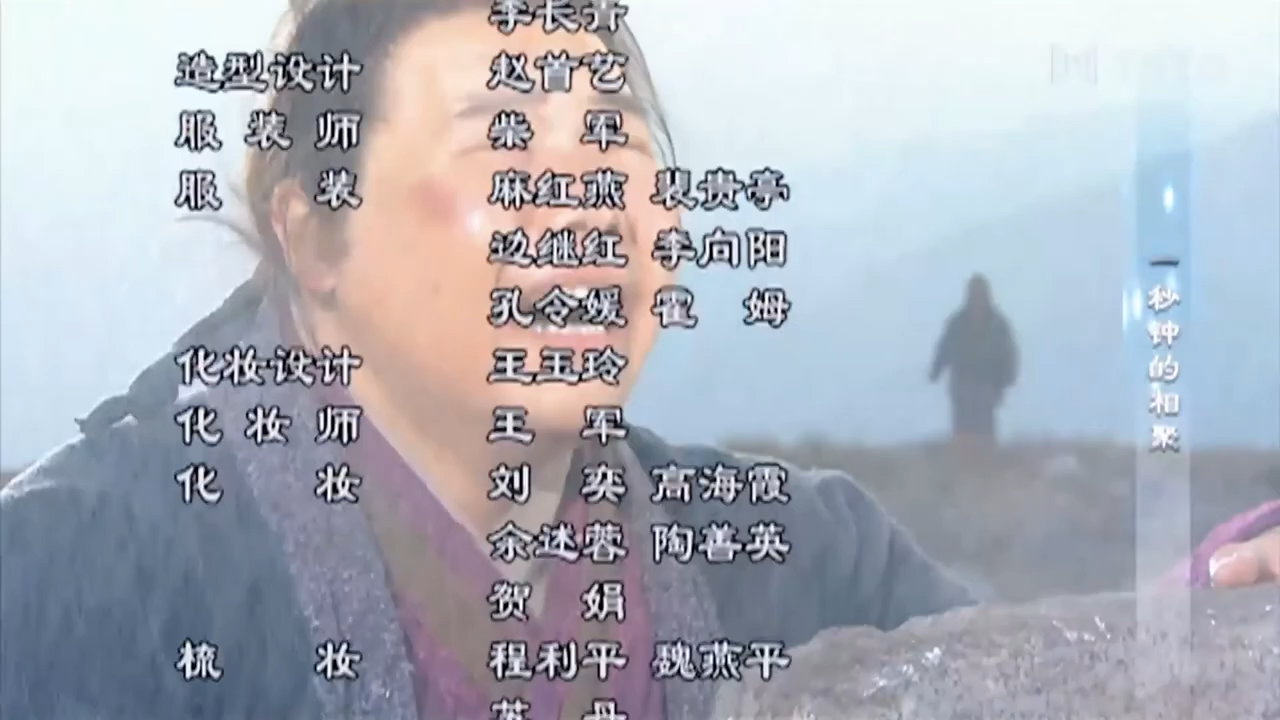 李长青
造型设计 赵首艺
服装师 柴军
服装 麻红燕 裴贵亭
边继红 李向阳
孔令媛 霍姆
化妆设计 王玉玲
化妆师 王军
化妆 刘奕 高海霞
余述蓉 陶善英
贺娟
梳妆 程利平 魏燕平
一秒钟的相聚